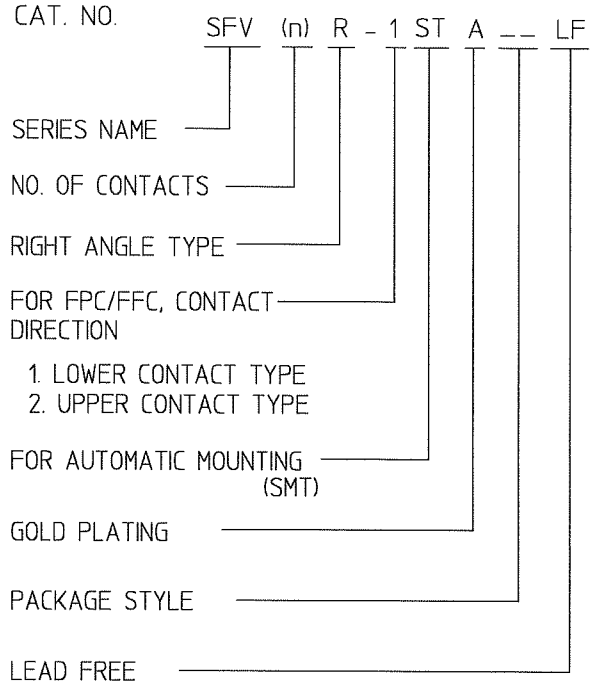 CAT. NO.
SFV (n) R - 1 ST A __ LF
SERIES NAME
NO. OF CONTACTS
RIGHT ANGLE TYPE
FOR FPC/FFC, CONTACT
DIRECTION
1. LOWER CONTACT TYPE
2. UPPER CONTACT TYPE
FOR AUTOMATIC MOUNTING
(SMT)
GOLD PLATING
PACKAGE STYLE
LEAD FREE